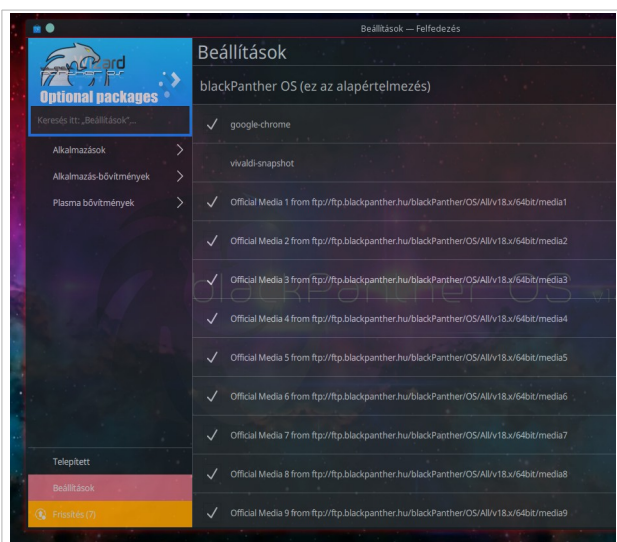 Beállítások — Felfedezés
Optional packages
Keresés itt: „Beállítások”...
Alkalmazások
Alkalmazás-bővítmények
Plasma bővítmények
Telepített
Beállítások
Frissítés (7)
Beállítások
blackPanther OS (ez az alapértelmezés)
google-chrome
vivaldi-snapshot
Official Media 1 from ftp://ftp.blackpanther.hu/blackPanther/OS/All/v18.x/64bit/media1
Official Media 2 from ftp://ftp.blackpanther.hu/blackPanther/OS/All/v18.x/64bit/media2
Official Media 3 from ftp://ftp.blackpanther.hu/blackPanther/OS/All/v18.x/64bit/media3
blackPanther OS
Official Media 4 from ftp://ftp.blackpanther.hu/blackPanther/OS/All/v18.x/64bit/media4
Official Media 5 from ftp://ftp.blackpanther.hu/blackPanther/OS/All/v18.x/64bit/media5
Official Media 6 from ftp://ftp.blackpanther.hu/blackPanther/OS/All/v18.x/64bit/media6
Official Media 7 from ftp://ftp.blackpanther.hu/blackPanther/OS/All/v18.x/64bit/media7
Official Media 8 from ftp://ftp.blackpanther.hu/blackPanther/OS/All/v18.x/64bit/media8
Official Media 9 from ftp://ftp.blackpanther.hu/blackPanther/OS/All/v18.x/64bit/media9